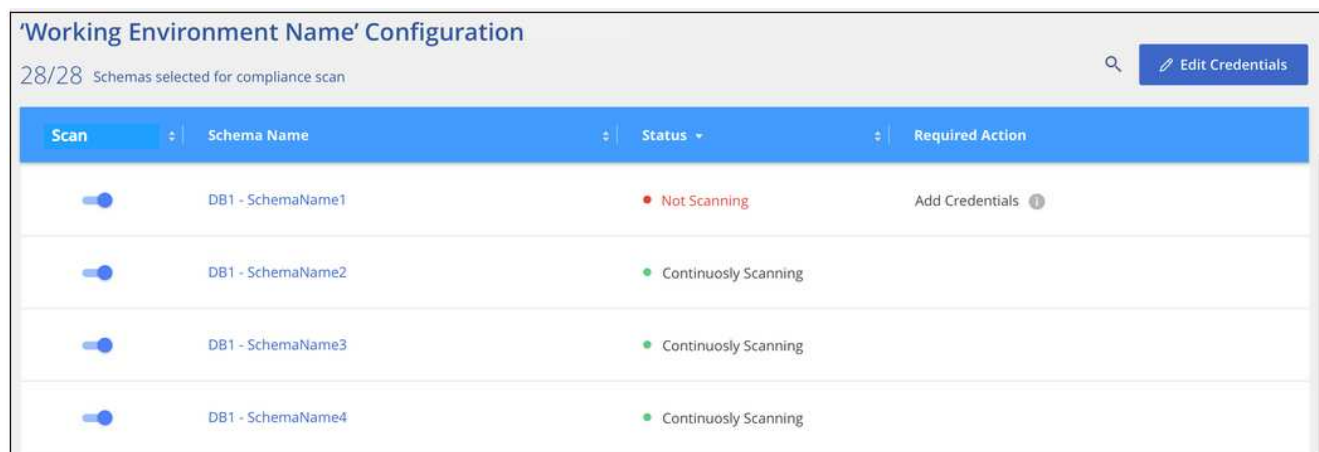 ‘Working Environment Name’ Configuration
28/28 Schemas selected for compliance scan
Edit Credentials
Scan Schema Name Status Required Action
DB1 - SchemaName1 Not Scanning Add Credentials
DB1 - SchemaName2 Continuosly Scanning
DB1 - SchemaName3 Continuosly Scanning
DB1 - SchemaName4 Continuosly Scanning